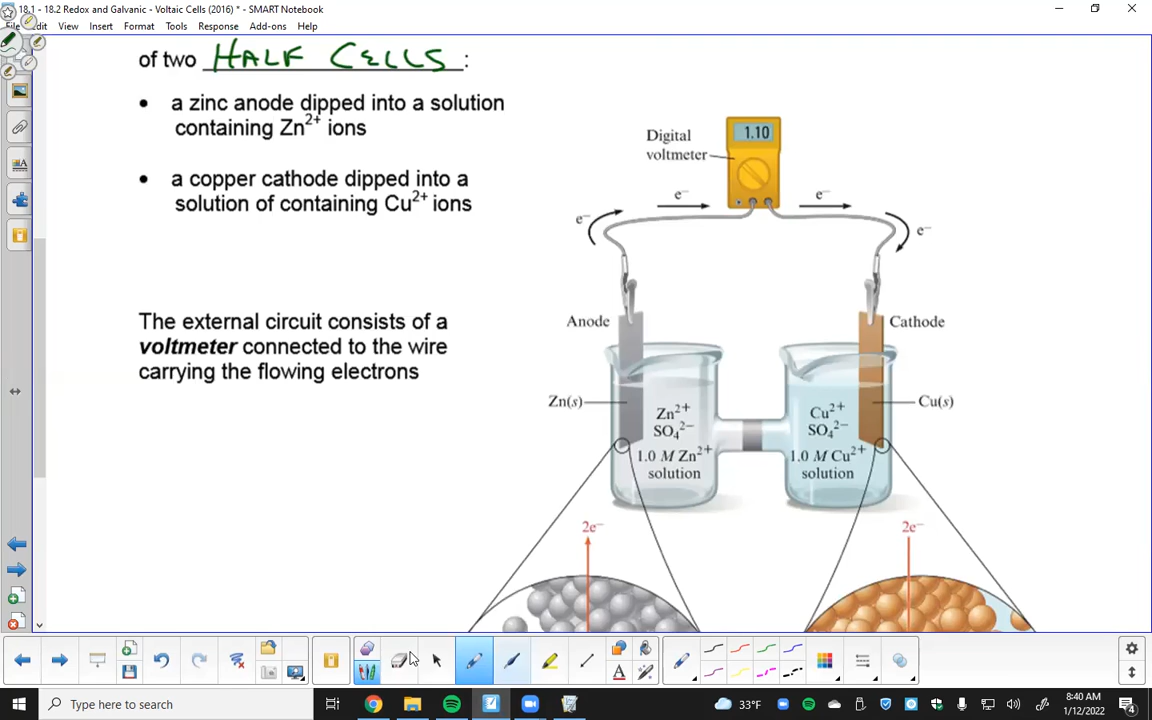 18.1 - 18.2 Redox and Galvanic - Voltaic Cells (2016) * - SMART Notebook
View Insert Format Tools Response Add-ons Help
of two HALF CELLS :
• a zinc anode dipped into a solution
containing Zn²⁺ ions
• a copper cathode dipped into a
solution of containing Cu²⁺ ions
The external circuit consists of a
voltmeter connected to the wire
carrying the flowing electrons
Digital
voltmeter
1.10
e⁻ e⁻
e⁻ e⁻
Anode Cathode
Zn(s) Cu(s)
Zn²⁺
SO₄²⁻
1.0 M Zn²⁺
solution
Cu²⁺
SO₄²⁻
1.0 M Cu²⁺
solution
2e⁻ 2e⁻
Type here to search
33°F
8:40 AM
1/12/2022
4